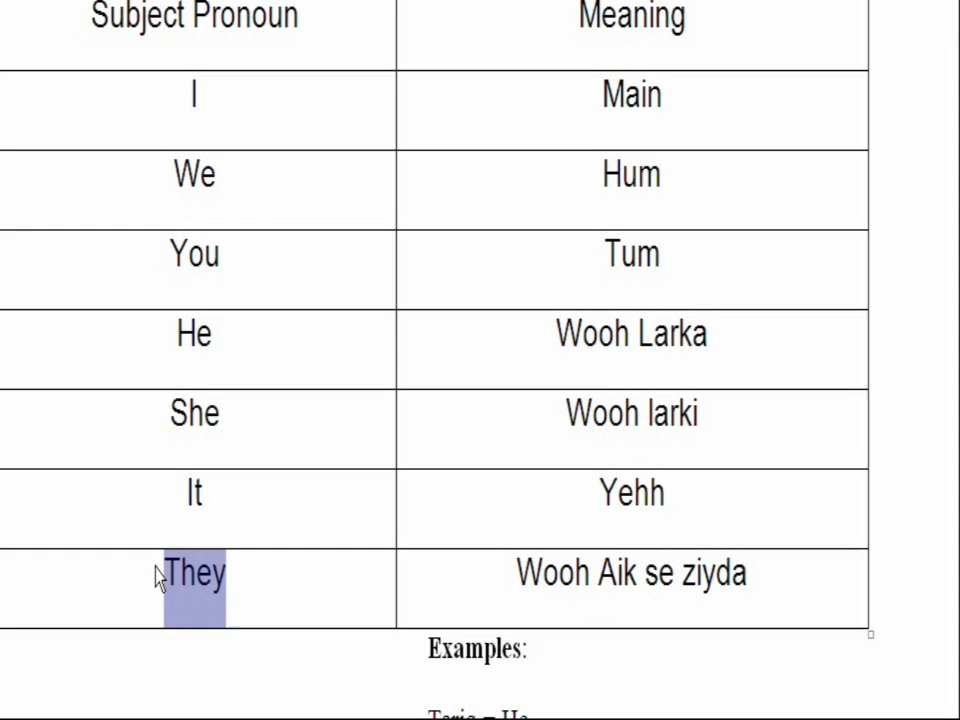 Subject Pronoun Meaning
I Main
We Hum
You Tum
He Wooh Larka
She Wooh larki
It Yehh
They Wooh Aik se ziyda
Examples: